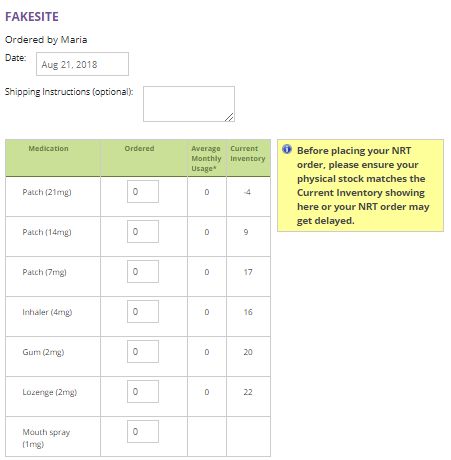 FAKESITE
Ordered by Maria
Date: Aug 21, 2018
Shipping Instructions (optional):
Medication Ordered Average Monthly Usage* Current Inventory
Patch (21mg) 0 0 -4
Patch (14mg) 0 0 9
Patch (7mg) 0 0 17
Inhaler (4mg) 0 0 16
Gum (2mg) 0 0 20
Lozenge (2mg) 0 0 22
Mouth spray (1mg) 0
Before placing your NRT
order, please ensure your
physical stock matches the
Current Inventory showing
here or your NRT order may
get delayed.